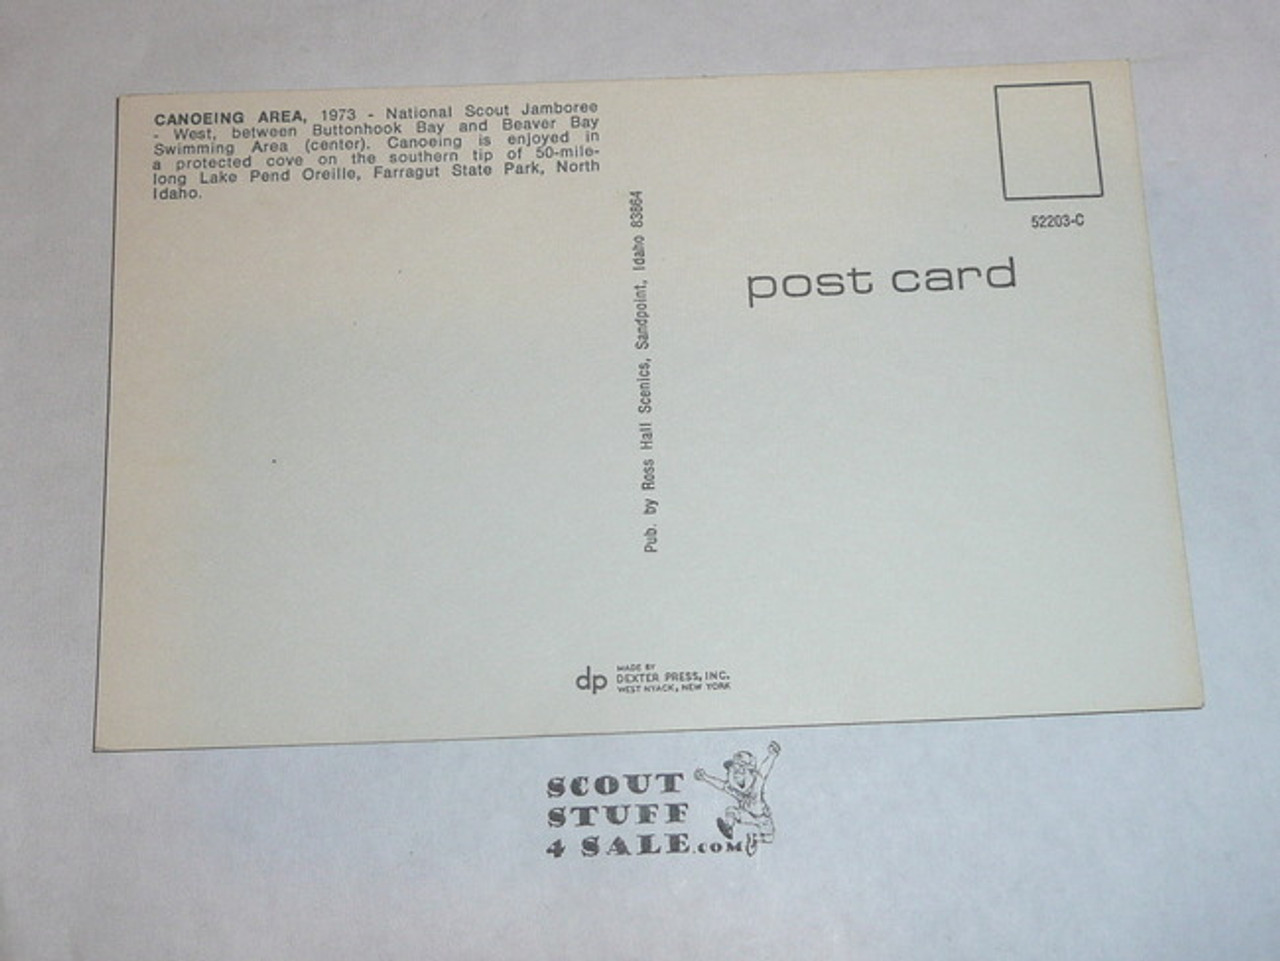 CANOEING AREA, 1973 - National Scout Jamboree
- West, between Buttonhook Bay and Beaver Bay
Swimming Area (center). Canoeing is enjoyed in
a protected cove on the southern tip of 50-mile-
long Lake Pend Oreille, Farragut State Park, North
Idaho.
52203-C
post card
Pub. by Ross Hall Scenics, Sandpoint, Idaho 83864
dp
MADE BY
DEXTER PRESS, INC.
WEST NYACK, NEW YORK
SCOUT
STUFF
4 SALE.COM